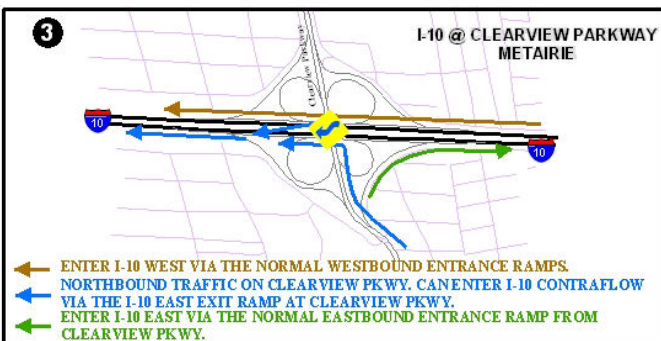 3
I-10 @ CLEARVIEW PARKWAY
METAIRIE
Clearview Parkway
10
10
ENTER I-10 WEST VIA THE NORMAL WESTBOUND ENTRANCE RAMPS.
NORTHBOUND TRAFFIC ON CLEARVIEW PKWY. CAN ENTER I-10 CONTRAFLOW
VIA THE I-10 EAST EXIT RAMP AT CLEARVIEW PKWY.
ENTER I-10 EAST VIA THE NORMAL EASTBOUND ENTRANCE RAMP FROM
CLEARVIEW PKWY.